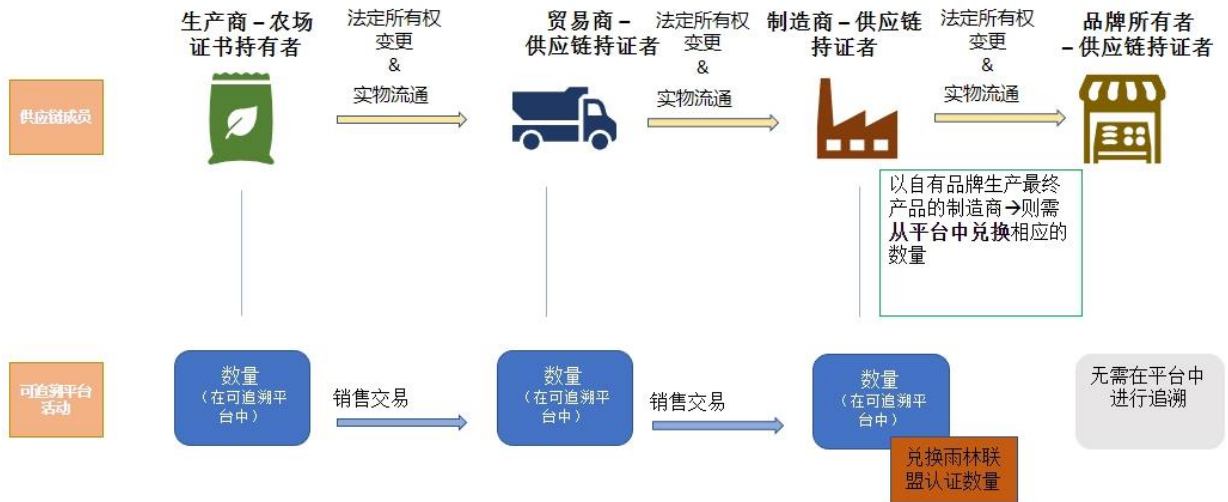 生产商 – 农场
证书持有者
法定所有权
变更
&
实物流通
贸易商 –
供应链持证者
法定所有权
变更
&
实物流通
制造商 – 供应链
持证者
法定所有权
变更
&
实物流通
品牌所有者
– 供应链持证者
供应链成员
以自有品牌生产最终
产品的制造商→则需
从平台中兑换相应的
数量
可追溯平台
活动
数量
（在可追溯平
台中）
销售交易
数量
（在可追溯平
台中）
销售交易
数量
（在可追溯平
台中）
兑换雨林联
盟认证数量
无需在平台中
进行追溯